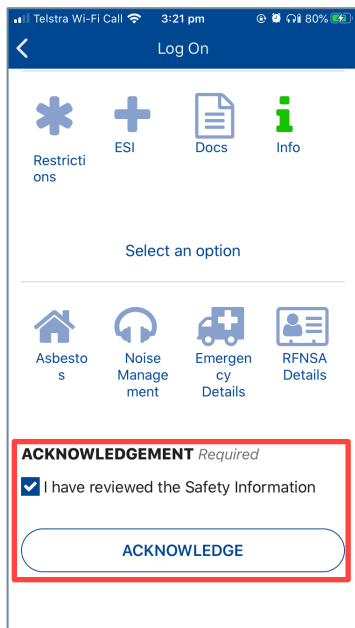 Telstra Wi-Fi Call 3:21 pm 80%
Log On
ESI Docs Info
Restricti
ons
Select an option
Asbesto Noise Emergen RFNSA
s Manage cy Details
ment Details
ACKNOWLEDGEMENT Required
I have reviewed the Safety Information
ACKNOWLEDGE